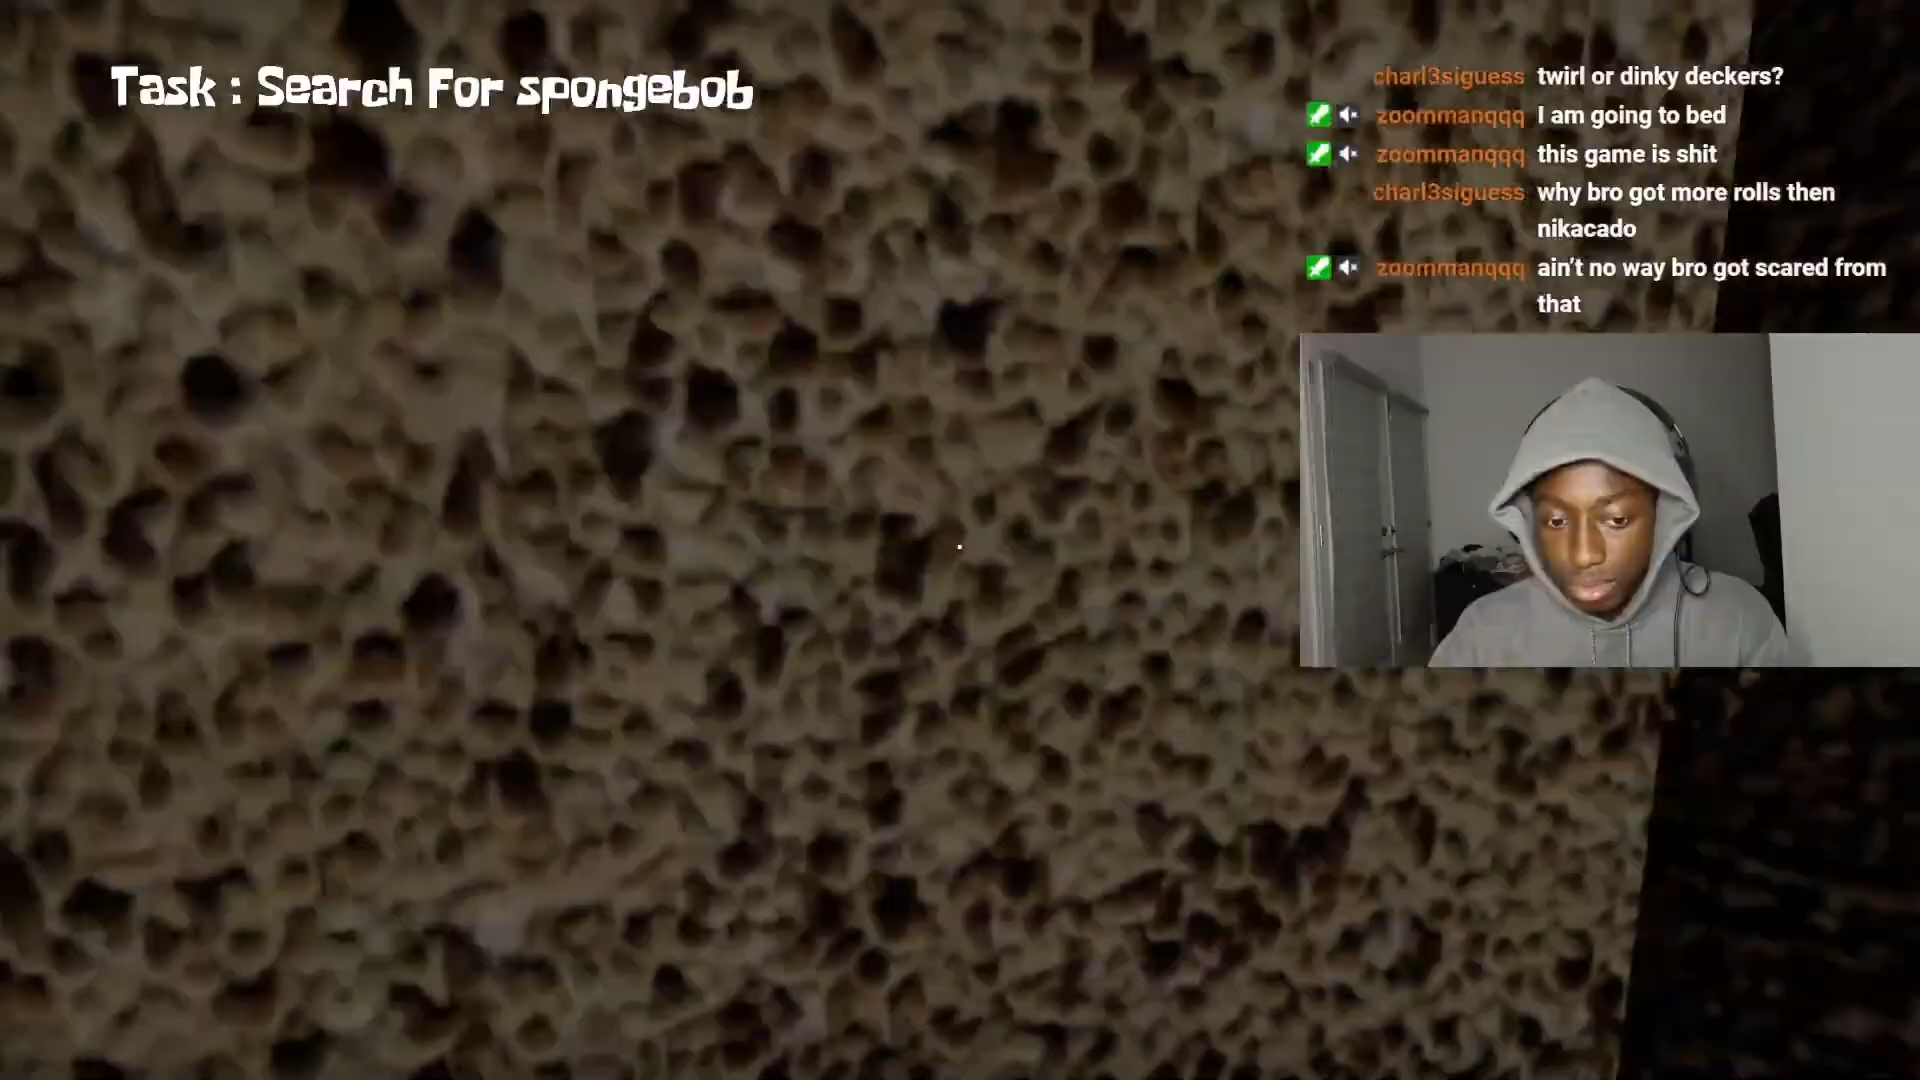 Task : Search For spongebob
charl3siguess twirl or dinky deckers?
zoommanqqq I am going to bed
zoommanqqq this game is shit
charl3siguess why bro got more rolls then
nikacado
zoommanqqq ain’t no way bro got scared from
that